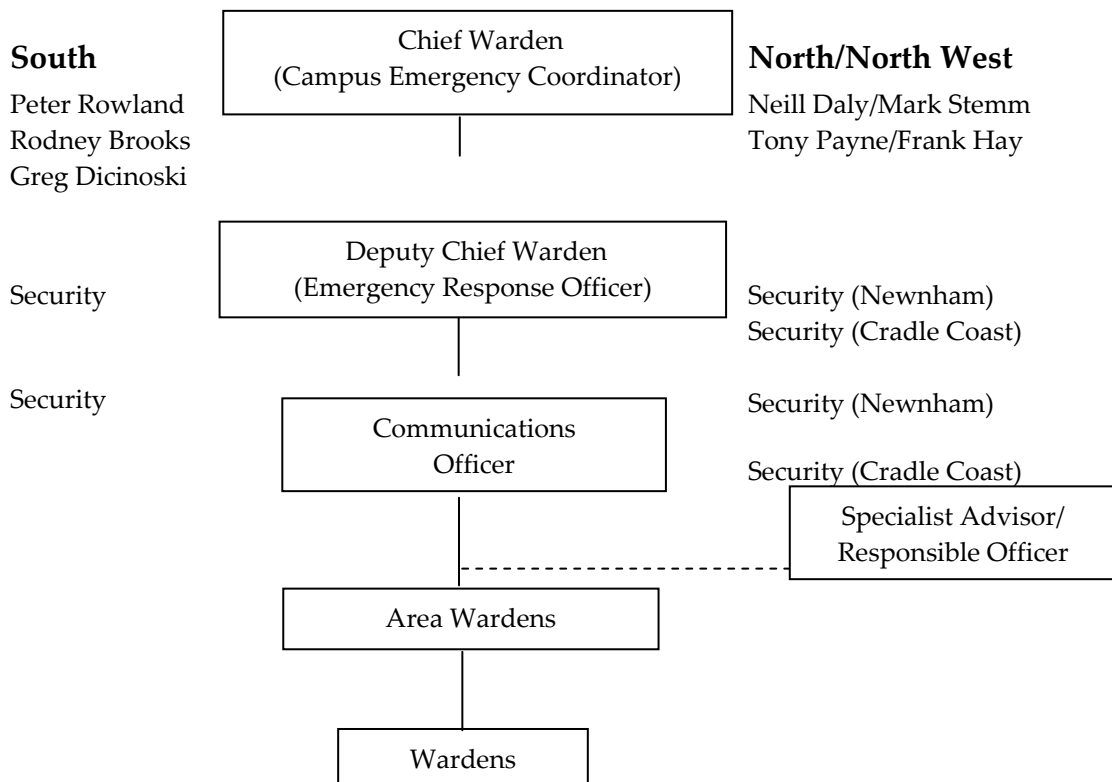 Chief Warden
(Campus Emergency Coordinator)
South
Peter Rowland
Rodney Brooks
Greg Dicinoski
North/North West
Neill Daly/Mark Stemm
Tony Payne/Frank Hay
Deputy Chief Warden
(Emergency Response Officer)
Security
Security (Newnham)
Security (Cradle Coast)
Security
Communications
Officer
Security (Newnham)
Security (Cradle Coast)
Specialist Advisor/
Responsible Officer
Area Wardens
Wardens